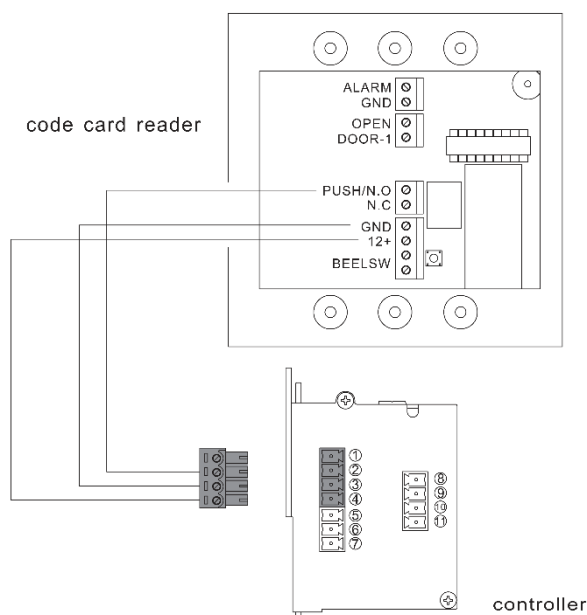 ALARM
GND
OPEN
DOOR-1
code card reader
PUSH/N.O
N.C
GND
12+
BEELSW
①
②
③
④
⑤
⑥
⑦
⑧
⑨
⑩
⑪
controller